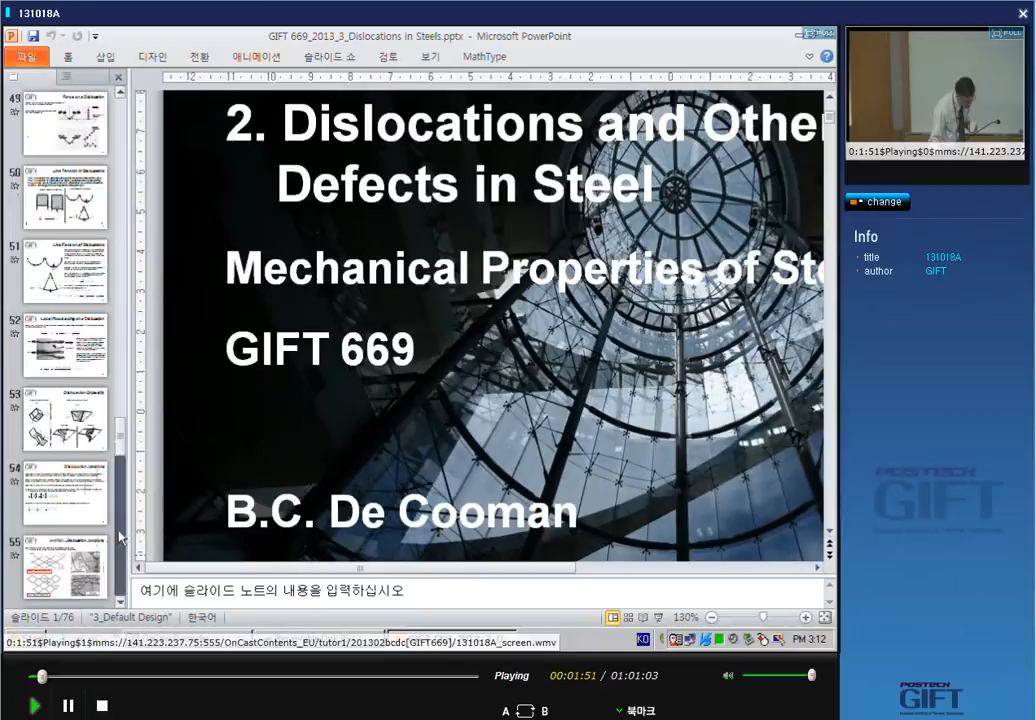 131018A
GIFT 669_2013_3_Dislocations in Steels.pptx - Microsoft PowerPoint
파일 홈 삽입 디자인 전환 애니메이션 슬라이드 쇼 검토 보기 MathType
49
50
51
52
53
54
55
2. Dislocations and Other
Defects in Steel
Mechanical Properties of Ste
GIFT 669
B.C. De Cooman
여기에 슬라이드 노트의 내용을 입력하십시오
슬라이드 1/76 "3_Default Design" 한국어 130%
0:1:51$Playing$1$mms://141.223.237.75:555/OnCastContents_EU/tutor1/201302bcdc[GIFT669]/131018A_screen.wmv
KO PM 3:12
Playing 00:01:51 / 01:01:03
A B 북마크
FULL
0:1:51$Playing$0$mms://141.223.237
change
Info
title 131018A
author GIFT
POSTECH
GIFT
POSTECH
GIFT